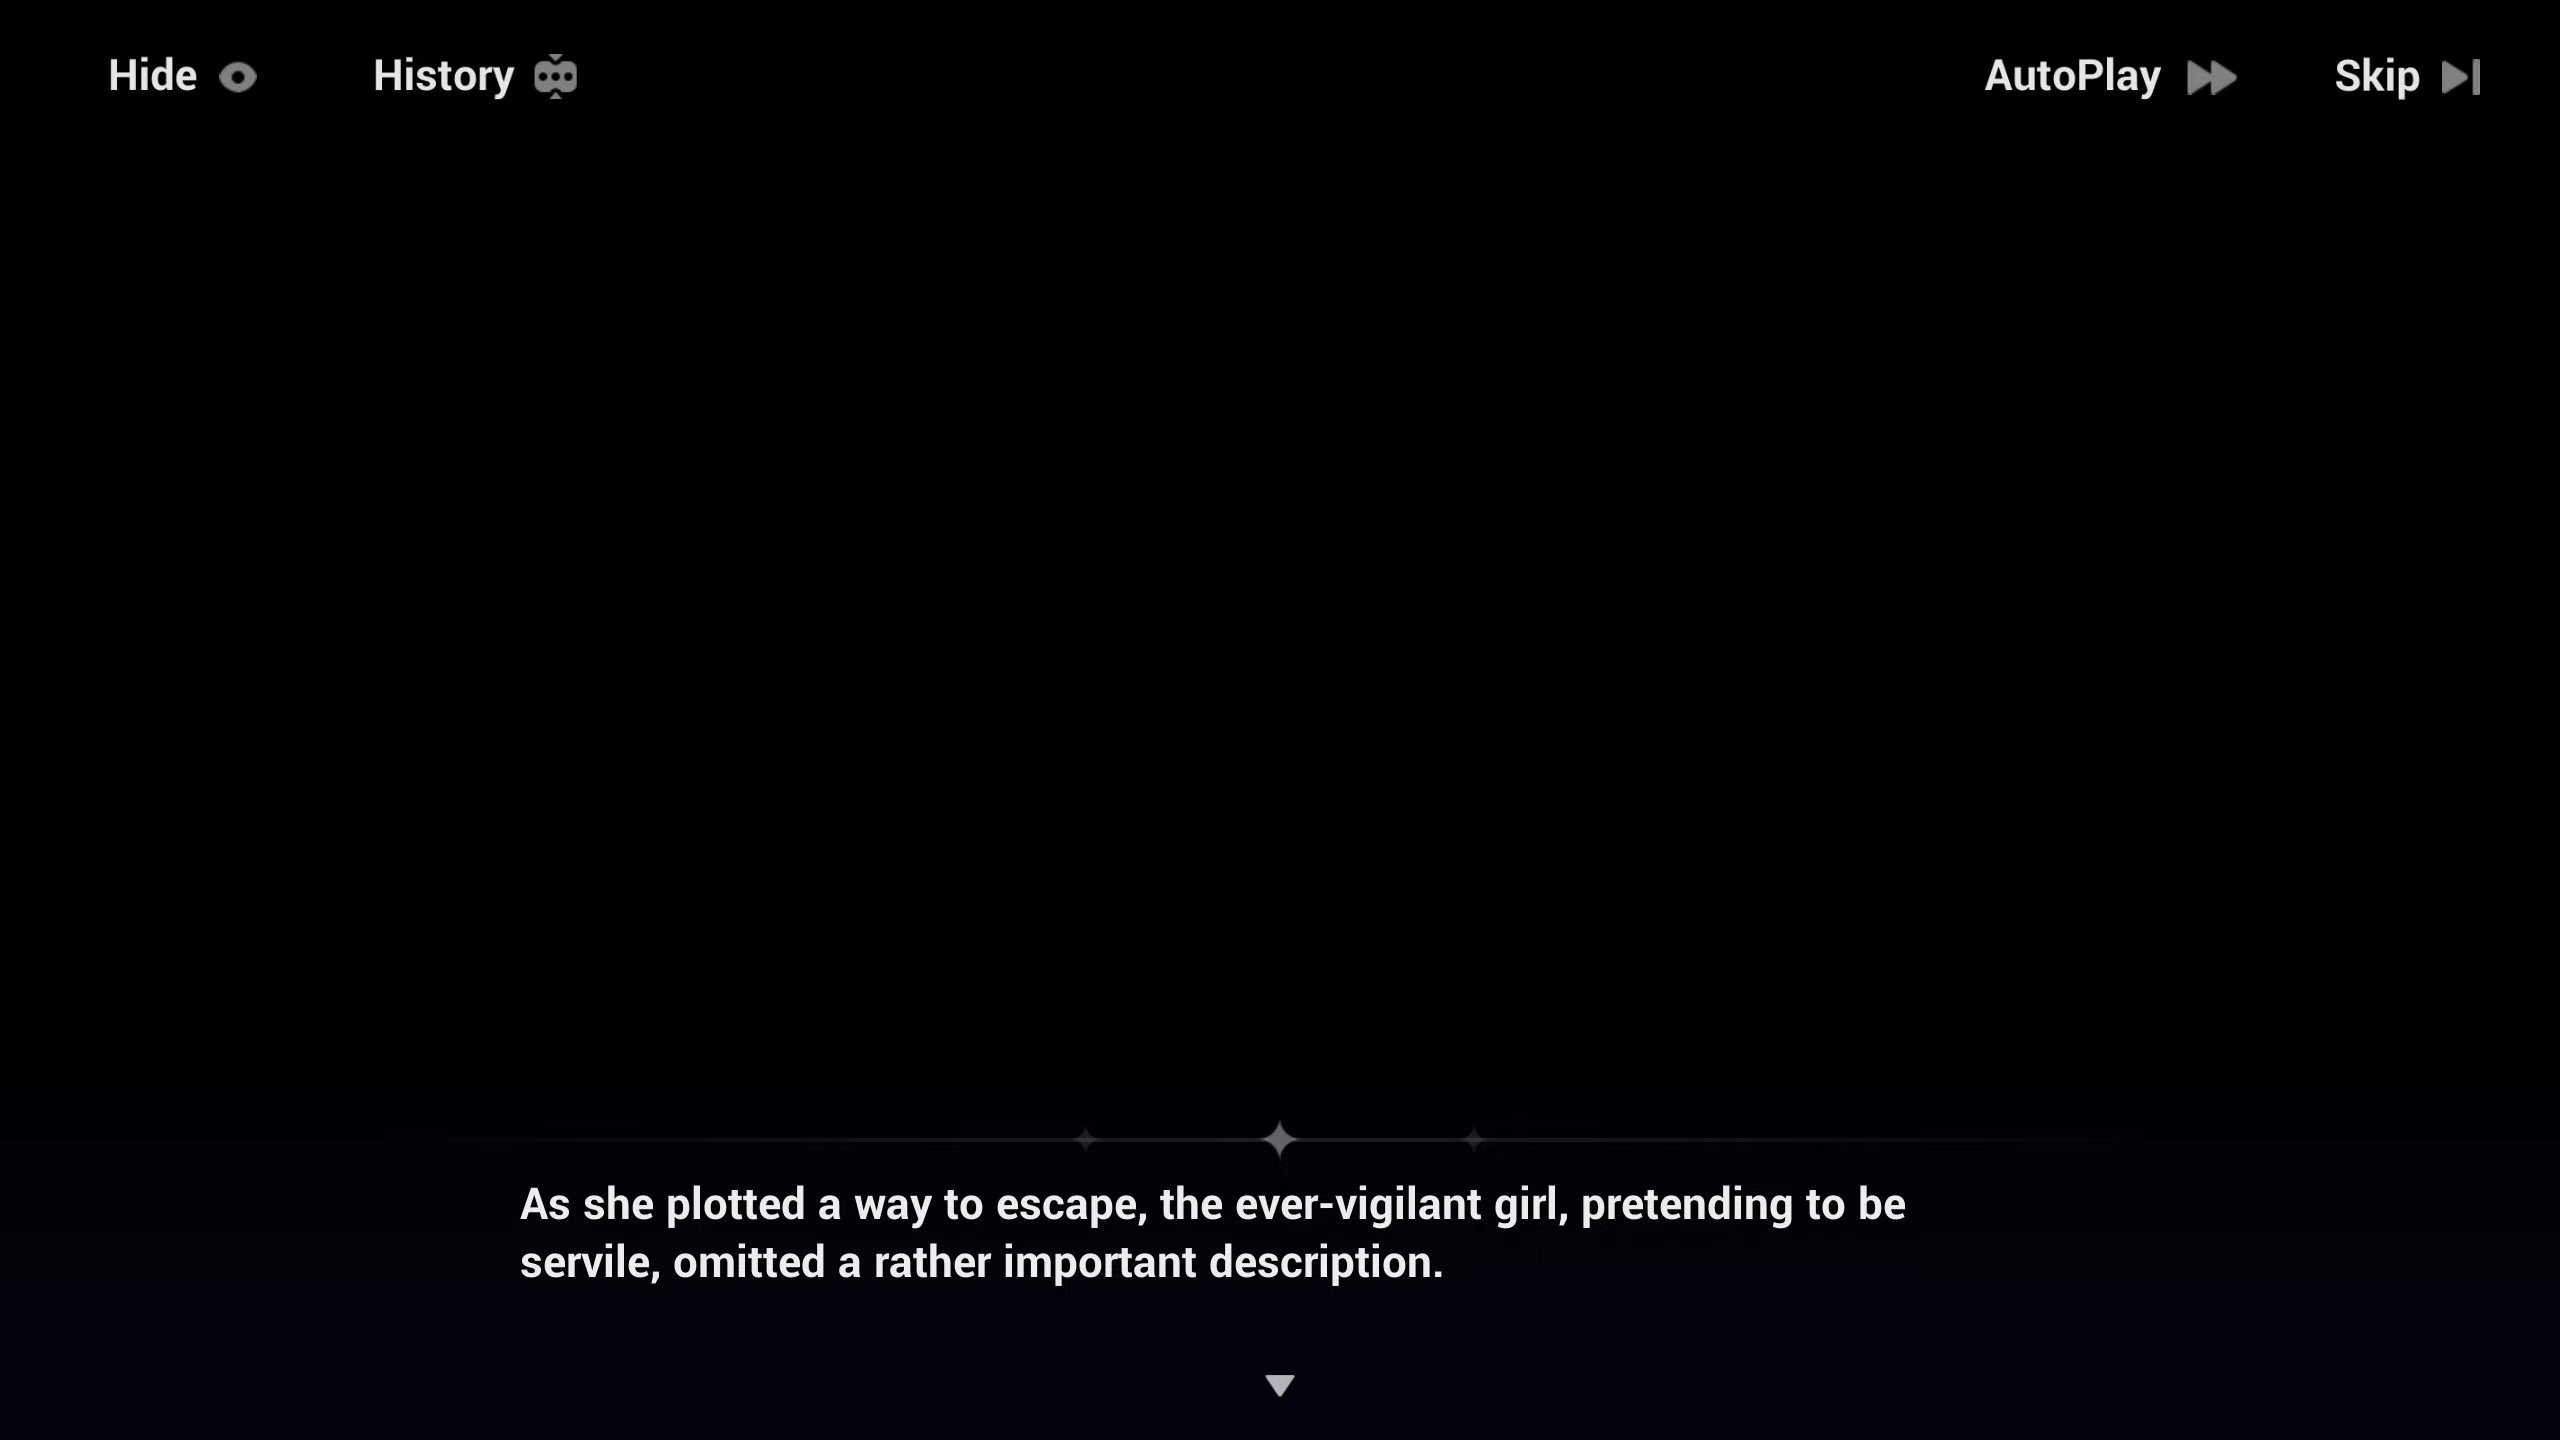 Hide
History
AutoPlay
Skip
As she plotted a way to escape, the ever-vigilant girl, pretending to be
servile, omitted a rather important description.